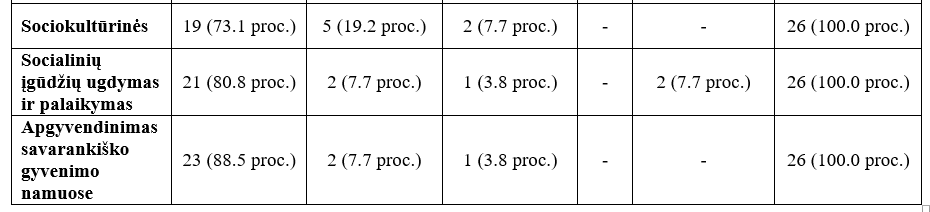 Sociokultūrinės 19 (73.1 proc.) 5 (19.2 proc.) 2 (7.7 proc.) - - 26 (100.0 proc.)
Socialinių
įgūdžių ugdymas 21 (80.8 proc.) 2 (7.7 proc.) 1 (3.8 proc.) - 2 (7.7 proc.) 26 (100.0 proc.)
ir palaikymas
Apgyvendinimas
savarankiško
gyvenimo 23 (88.5 proc.) 2 (7.7 proc.) 1 (3.8 proc.) - - 26 (100.0 proc.)
namuose